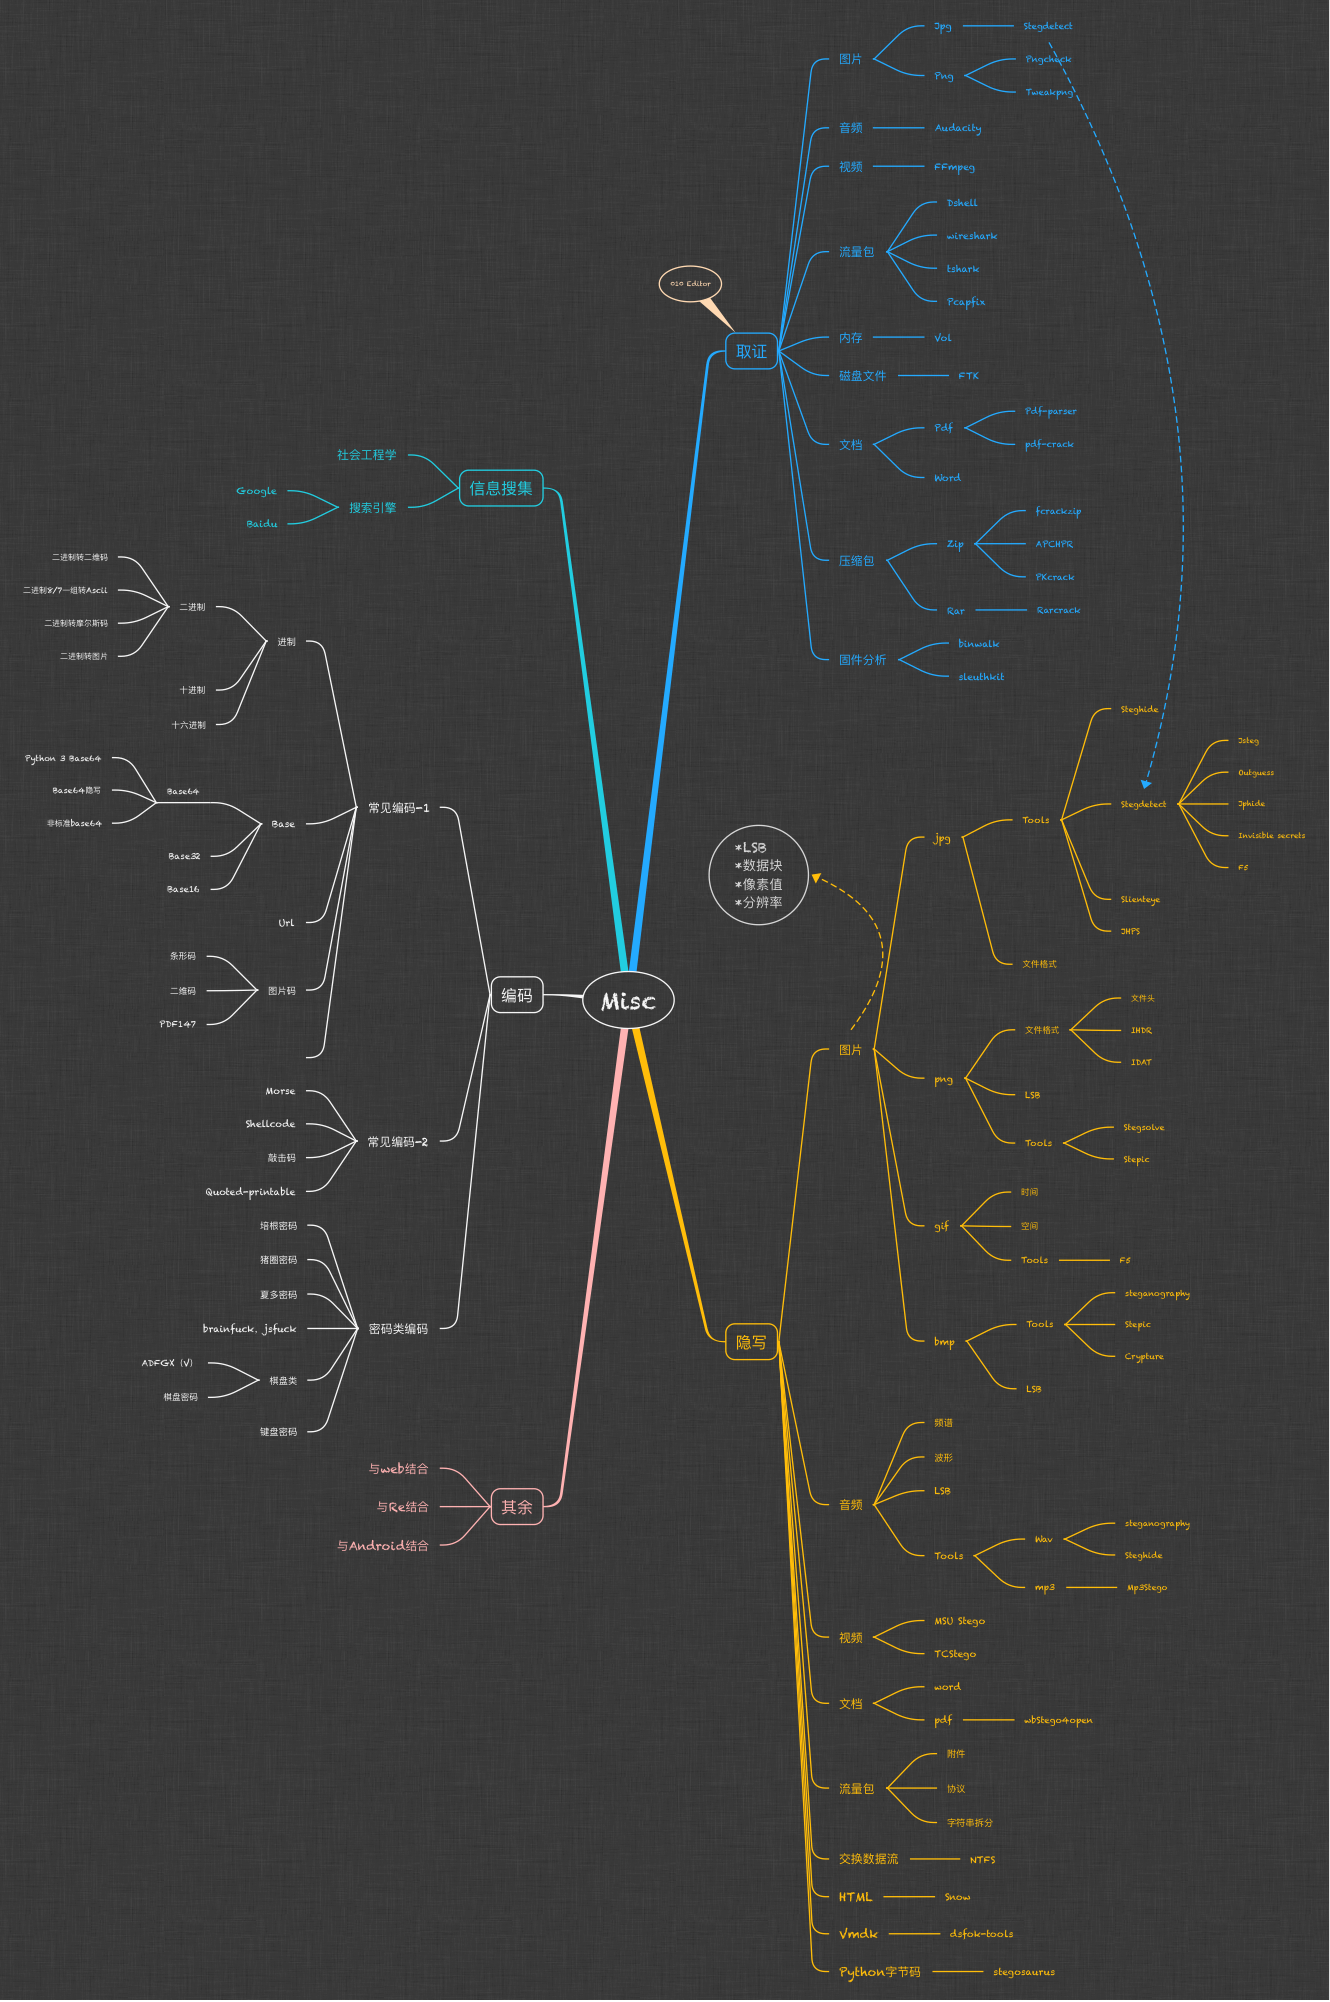 Misc
取证
010 Editor
图片
Jpg
Stegdetect
Png
Pngcheck
Tweakpng
音频
Audacity
视频
FFmpeg
流量包
Dshell
wireshark
tshark
Pcapfix
内存
Vol
磁盘文件
FTK
文档
Pdf
Pdf-parser
pdf-crack
Word
压缩包
Zip
fcrackzip
APCHPR
PKcrack
Rar
Rarcrack
固件分析
binwalk
sleuthkit
信息搜集
社会工程学
搜索引擎
Google
Baidu
编码
常见编码-1
进制
二进制
二进制转二维码
二进制8/7一组转Ascii
二进制转摩尔斯码
二进制转图片
十进制
十六进制
Base
Base64
Python 3 Base64
Base64隐写
非标准base64
Base32
Base16
Url
图片码
条形码
二维码
PDF147
常见编码-2
Morse
Shellcode
敲击码
Quoted-printable
密码类编码
培根密码
猪圈密码
夏多密码
brainfuck, jsfuck
棋盘类
ADFGX (V)
棋盘密码
键盘密码
其余
与web结合
与Re结合
与Android结合
隐写
图片
*LSB
*数据块
*像素值
*分辨率
jpg
Tools
Steghide
Stegdetect
Jsteg
Outguess
Jphide
Invisible secrets
F5
Slienteye
JHPS
文件格式
png
文件格式
文件头
IHDR
IDAT
LSB
Tools
Stegsolve
Stepic
gif
时间
空间
Tools
F5
bmp
Tools
steganography
Stepic
Crypture
LSB
音频
频谱
波形
LSB
Tools
Wav
steganography
Steghide
mp3
Mp3Stego
视频
MSU Stego
TCStego
文档
word
pdf
wbStego4open
流量包
附件
协议
字符串拆分
交换数据流
NTFS
HTML
Snow
Vmdk
dsfok-tools
Python字节码
stegosaurus